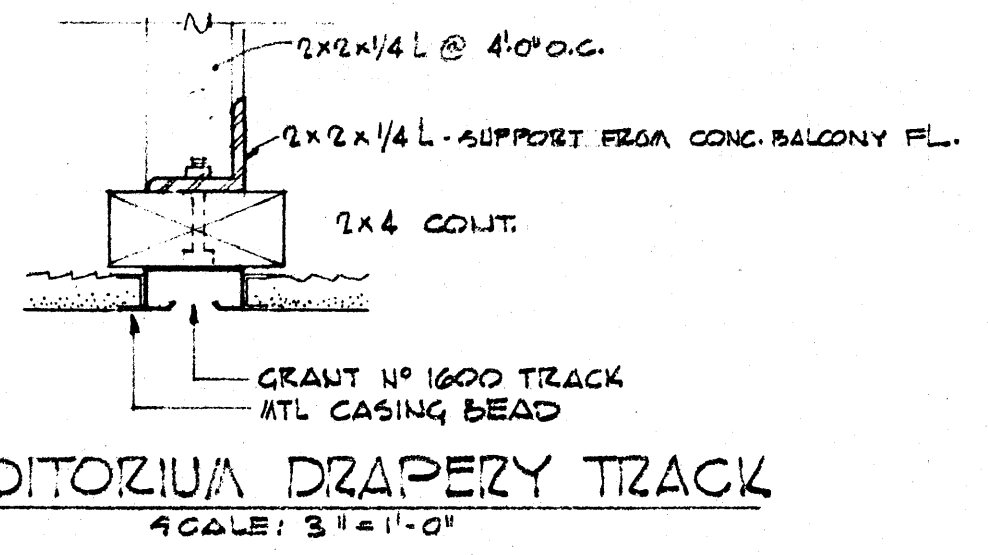 2x2x1/4 L @ 4'-0" O.C.
2x2x1/4 L - SUPPORT FROM CONC. BALCONY FL.
2x4 CONT.
GRANT Nº 1600 TRACK
MTL CASING BEAD
DITORIUM DRAPERY TRACK
SCALE: 3" = 1'-0"